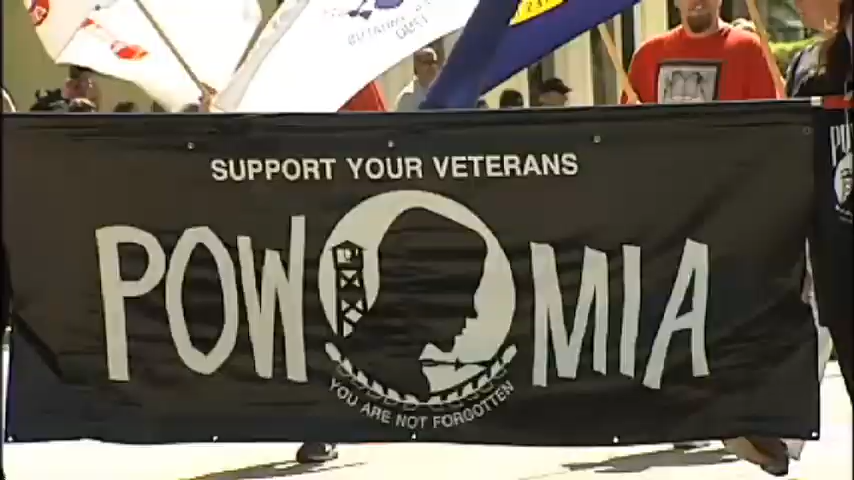 SUPPORT YOUR VETERANS
POW MIA
YOU ARE NOT FORGOTTEN